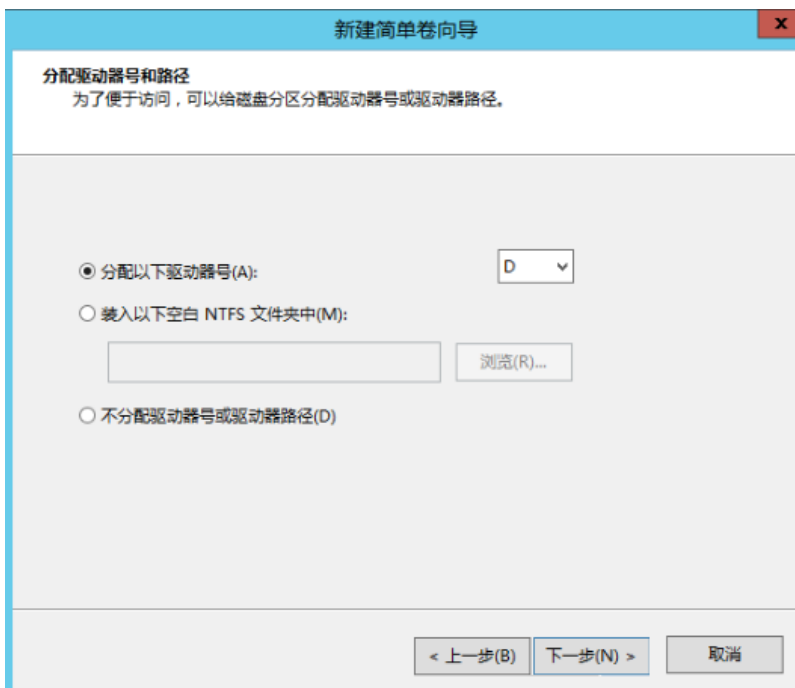 新建简单卷向导
x
分配驱动器号和路径
为了便于访问，可以给磁盘分区分配驱动器号或驱动器路径。
分配以下驱动器号(A):
D
装入以下空白 NTFS 文件夹中(M):
浏览(R)...
不分配驱动器号或驱动器路径(D)
< 上一步(B) 下一步(N) > 取消